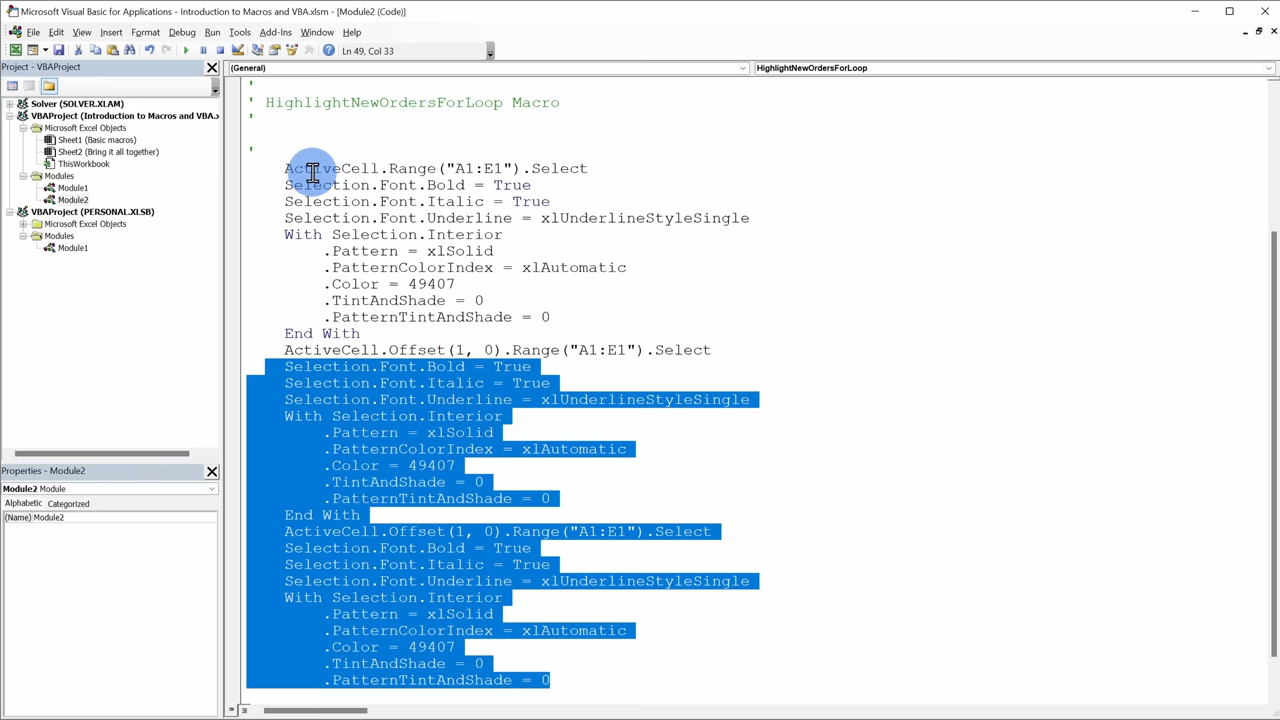 Microsoft Visual Basic for Applications - Introduction to Macros and VBA.xlsm - [Module2 (Code)]
File Edit View Insert Format Debug Run Tools Add-Ins Window Help
Ln 49, Col 33
Project - VBAProject
(General)
HighlightNewOrdersForLoop
Solver (SOLVER.XLAM)
VBAProject (Introduction to Macros and VBA.x
Microsoft Excel Objects
Sheet1 (Basic macros)
Sheet2 (Bring it all together)
ThisWorkbook
Modules
Module1
Module2
VBAProject (PERSONAL.XLSB)
Microsoft Excel Objects
Modules
Module1
Properties - Module2
Module2 Module
Alphabetic Categorized
(Name) Module2
'
' HighlightNewOrdersForLoop Macro
'
'
ActiveCell.Range("A1:E1").Select
Selection.Font.Bold = True
Selection.Font.Italic = True
Selection.Font.Underline = xlUnderlineStyleSingle
With Selection.Interior
.Pattern = xlSolid
.PatternColorIndex = xlAutomatic
.Color = 49407
.TintAndShade = 0
.PatternTintAndShade = 0
End With
ActiveCell.Offset(1, 0).Range("A1:E1").Select
Selection.Font.Bold = True
Selection.Font.Italic = True
Selection.Font.Underline = xlUnderlineStyleSingle
With Selection.Interior
.Pattern = xlSolid
.PatternColorIndex = xlAutomatic
.Color = 49407
.TintAndShade = 0
.PatternTintAndShade = 0
End With
ActiveCell.Offset(1, 0).Range("A1:E1").Select
Selection.Font.Bold = True
Selection.Font.Italic = True
Selection.Font.Underline = xlUnderlineStyleSingle
With Selection.Interior
.Pattern = xlSolid
.PatternColorIndex = xlAutomatic
.Color = 49407
.TintAndShade = 0
.PatternTintAndShade = 0